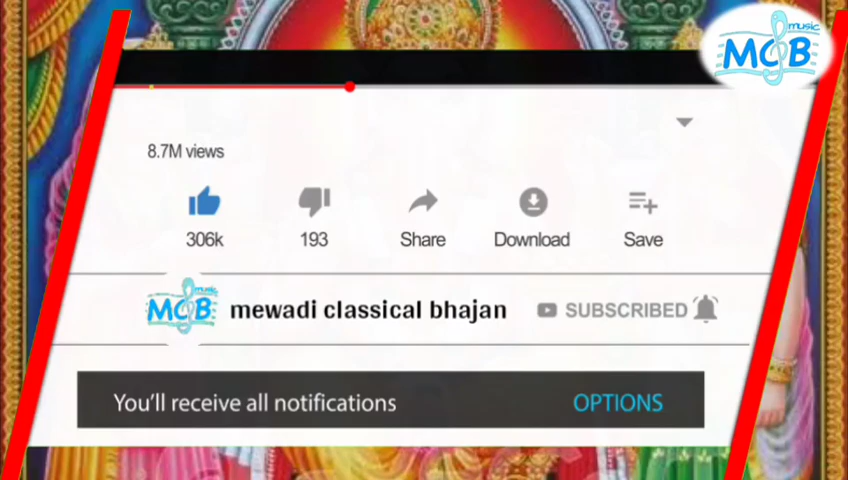 music
MCB
8.7M views
306k
193
Share
Download
Save
music
MCB
mewadi classical bhajan
SUBSCRIBED
You'll receive all notifications
OPTIONS